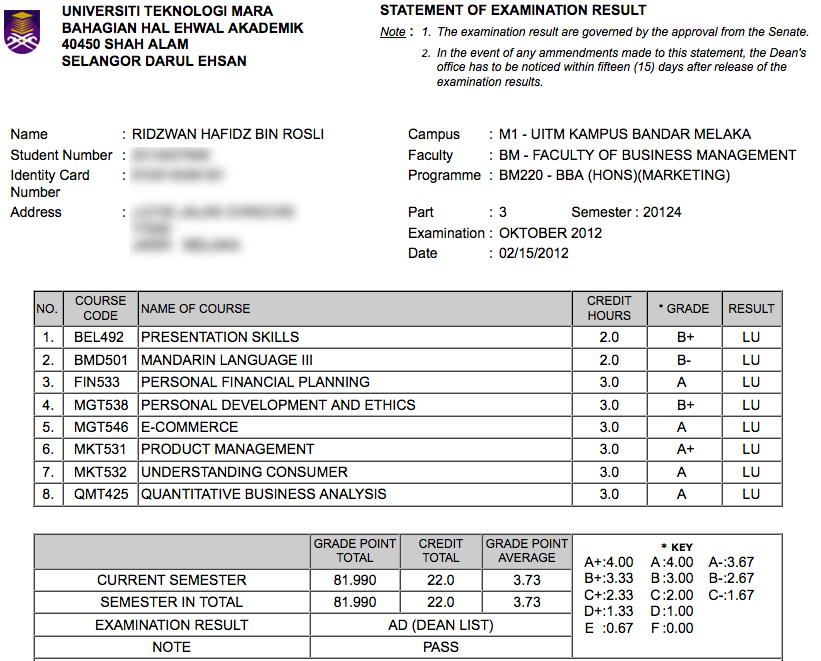 UNIVERSITI TEKNOLOGI MARA
BAHAGIAN HAL EHWAL AKADEMIK
40450 SHAH ALAM
SELANGOR DARUL EHSAN
STATEMENT OF EXAMINATION RESULT
Note : 1. The examination result are governed by the approval from the Senate.
2. In the event of any ammendments made to this statement, the Dean's
office has to be noticed within fifteen (15) days after release of the
examination results.
Name : RIDZWAN HAFIDZ BIN ROSLI
Student Number :
Identity Card :
Number
Address :
Campus : M1 - UITM KAMPUS BANDAR MELAKA
Faculty : BM - FACULTY OF BUSINESS MANAGEMENT
Programme : BM220 - BBA (HONS)(MARKETING)
Part : 3 Semester : 20124
Examination : OKTOBER 2012
Date : 02/15/2012
NO. COURSE CODE NAME OF COURSE CREDIT HOURS * GRADE RESULT
1. BEL492 PRESENTATION SKILLS 2.0 B+ LU
2. BMD501 MANDARIN LANGUAGE III 2.0 B- LU
3. FIN533 PERSONAL FINANCIAL PLANNING 3.0 A LU
4. MGT538 PERSONAL DEVELOPMENT AND ETHICS 3.0 B+ LU
5. MGT546 E-COMMERCE 3.0 A LU
6. MKT531 PRODUCT MANAGEMENT 3.0 A+ LU
7. MKT532 UNDERSTANDING CONSUMER 3.0 A LU
8. QMT425 QUANTITATIVE BUSINESS ANALYSIS 3.0 A LU
GRADE POINT TOTAL CREDIT TOTAL GRADE POINT AVERAGE
CURRENT SEMESTER 81.990 22.0 3.73
SEMESTER IN TOTAL 81.990 22.0 3.73
EXAMINATION RESULT AD (DEAN LIST)
NOTE PASS
* KEY
A+:4.00 A :4.00 A-:3.67
B+:3.33 B :3.00 B-:2.67
C+:2.33 C :2.00 C-:1.67
D+:1.33 D :1.00
E :0.67 F :0.00